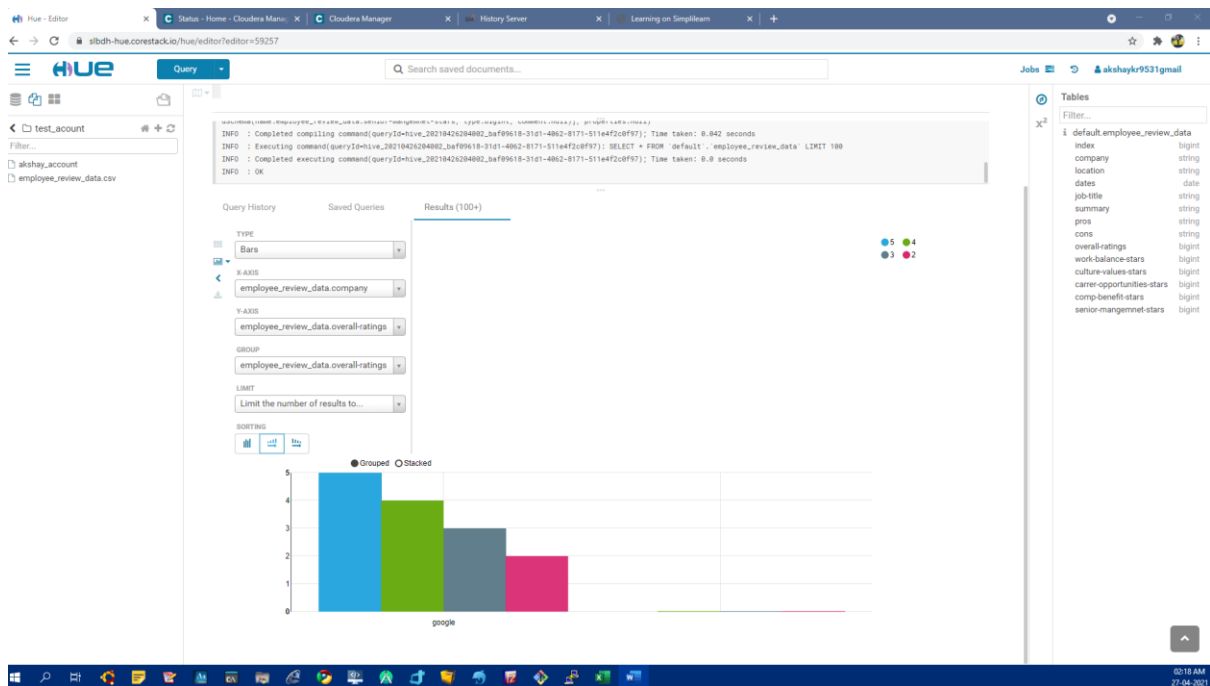 Hue - Editor
Status - Home - Cloudera Manag
Cloudera Manager
History Server
Learning on Simplilearn
slbdh-hue.corestack.io/hue/editor?editor=59257
HUE
Query
Search saved documents...
Jobs
akshaykr9531gmail
test_acount
Filter...
akshay_account
employee_review_data.csv
INFO : Completed compiling command(queryId=hive_20210426204002_baf09618-31d1-4062-8171-511e4f2c0f97); Time taken: 0.042 seconds
INFO : Executing command(queryId=hive_20210426204002_baf09618-31d1-4062-8171-511e4f2c0f97): SELECT * FROM `default`.`employee_review_data` LIMIT 100
INFO : Completed executing command(queryId=hive_20210426204002_baf09618-31d1-4062-8171-511e4f2c0f97); Time taken: 0.0 seconds
INFO : OK
Query History
Saved Queries
Results (100+)
TYPE
Bars
X-AXIS
employee_review_data.company
Y-AXIS
employee_review_data.overall-ratings
GROUP
employee_review_data.overall-ratings
LIMIT
Limit the number of results to...
SORTING
5 4
3 2
Grouped Stacked
5
4
3
2
1
0
google
Tables
Filter...
default.employee_review_data
index bigint
company string
location string
dates date
job-title string
summary string
pros string
cons string
overall-ratings bigint
work-balance-stars bigint
culture-values-stars bigint
carrer-opportunities-stars bigint
comp-benefit-stars bigint
senior-mangemnet-stars bigint
02:18 AM
27-04-2021